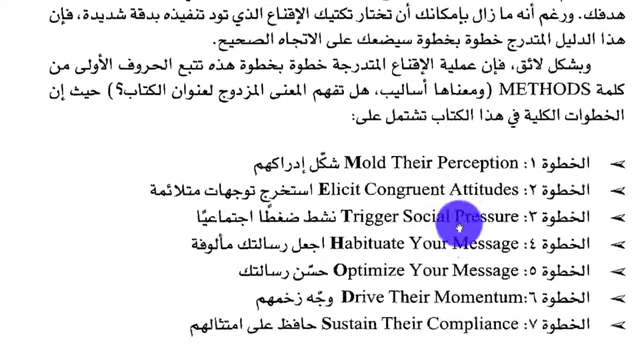 هدفك. ورغم أنه ما زال بإمكانك أن تختار تكتيك الإقناع الذي تود تنفيذه بدقة شديدة، فإن
هذا الدليل المتدرج خطوة بخطوة سيضعك على الاتجاه الصحيح.
وبشكل لائق، فإن عملية الإقناع المتدرجة خطوة بخطوة هذه تتبع الحروف الأولى من
كلمة METHODS (ومعناها أساليب، هل تفهم المعنى المزدوج لعنوان الكتاب؟) حيث إن
الخطوات الكلية في هذا الكتاب تشتمل على:
الخطوة ١: Mold Their Perception شكّل إدراكهم
الخطوة ٢: Elicit Congruent Attitudes استخرج توجهات متلائمة
الخطوة ٣: Trigger Social Pressure نشط ضغطًا اجتماعيًا
الخطوة ٤: Habituate Your Message اجعل رسالتك مألوفة
الخطوة ٥: Optimize Your Message حسّن رسالتك
الخطوة ٦: Drive Their Momentum وجّه زخمهم
الخطوة ٧: Sustain Their Compliance حافظ على امتثالهم